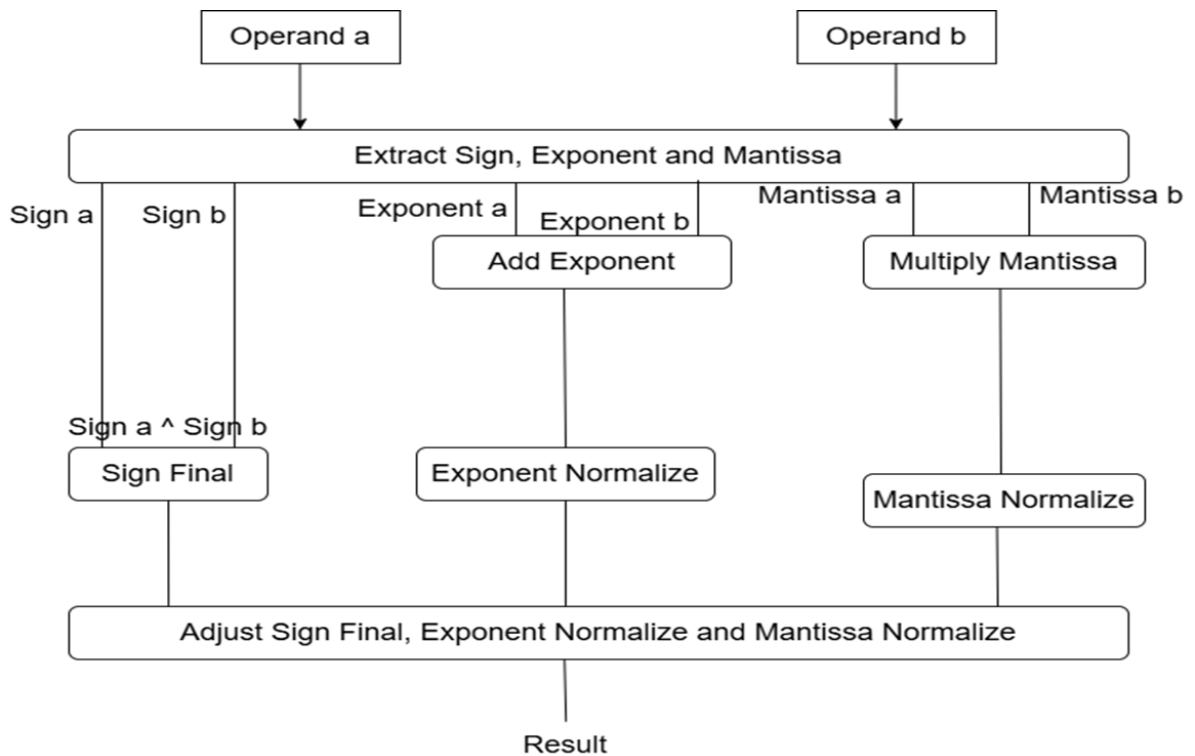 Operand a
Operand b
Extract Sign, Exponent and Mantissa
Sign a
Sign b
Exponent a
Exponent b
Mantissa a
Mantissa b
Add Exponent
Multiply Mantissa
Sign a ^ Sign b
Sign Final
Exponent Normalize
Mantissa Normalize
Adjust Sign Final, Exponent Normalize and Mantissa Normalize
Result